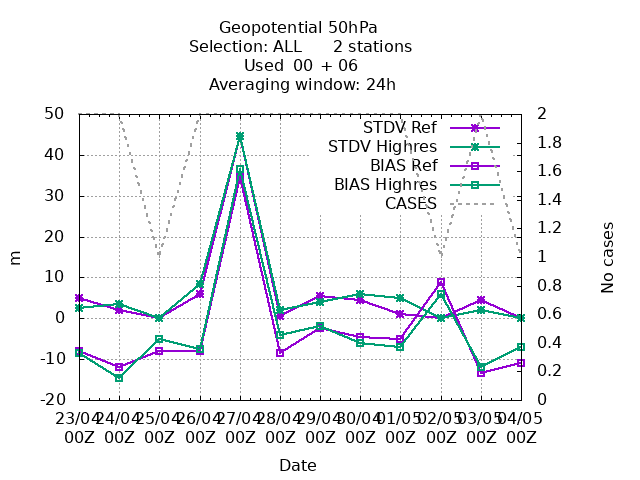 Geopotential 50hPa
Selection: ALL 2 stations
Used 00 + 06
Averaging window: 24h
50
40
30
20
10
0
-10
-20
m
2
1.8
1.6
1.4
1.2
1
0.8
0.6
0.4
0.2
0
No cases
STDV Ref
STDV Highres
BIAS Ref
BIAS Highres
CASES
23/04 24/04 25/04 26/04 27/04 28/04 29/04 30/04 01/05 02/05 03/05 04/05
00Z 00Z 00Z 00Z 00Z 00Z 00Z 00Z 00Z 00Z 00Z 00Z
Date